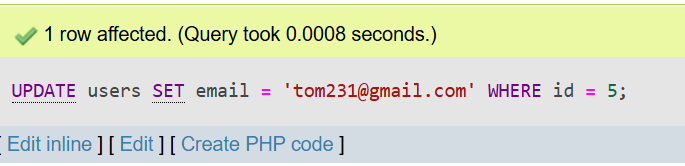 1 row affected. (Query took 0.0008 seconds.)
UPDATE users SET email = 'tom231@gmail.com' WHERE id = 5;
[ Edit inline ] [ Edit ] [ Create PHP code ]